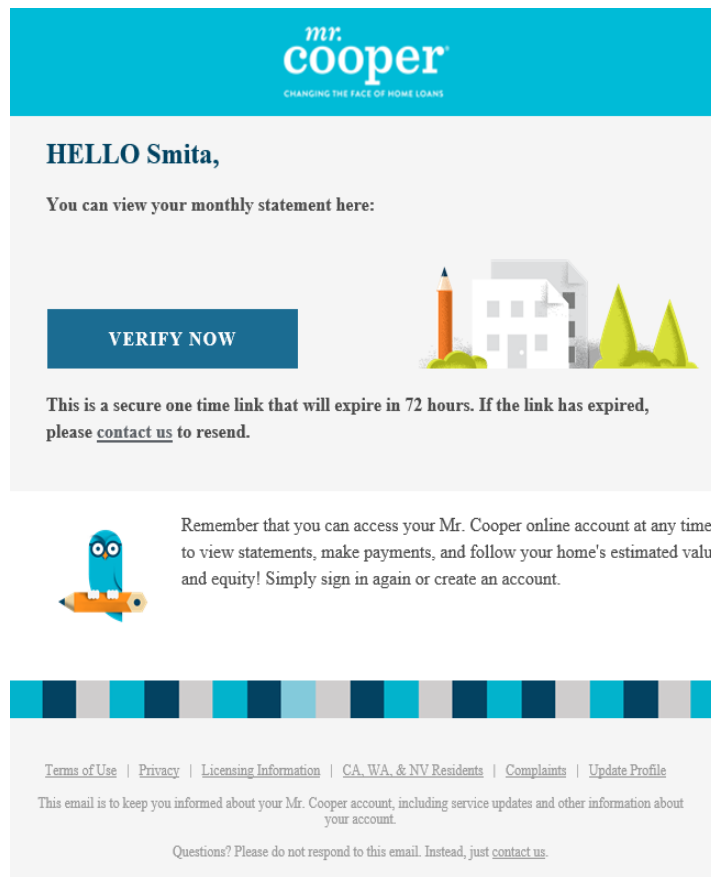 mr.
cooper
CHANGING THE FACE OF HOME LOANS
HELLO Smita,
You can view your monthly statement here:
VERIFY NOW
This is a secure one time link that will expire in 72 hours. If the link has expired,
please contact us to resend.
Remember that you can access your Mr. Cooper online account at any time
to view statements, make payments, and follow your home's estimated valu
and equity! Simply sign in again or create an account.
Terms of Use | Privacy | Licensing Information | CA, WA, & NV Residents | Complaints | Update Profile
This email is to keep you informed about your Mr. Cooper account, including service updates and other information about
your account.
Questions? Please do not respond to this email. Instead, just contact us.